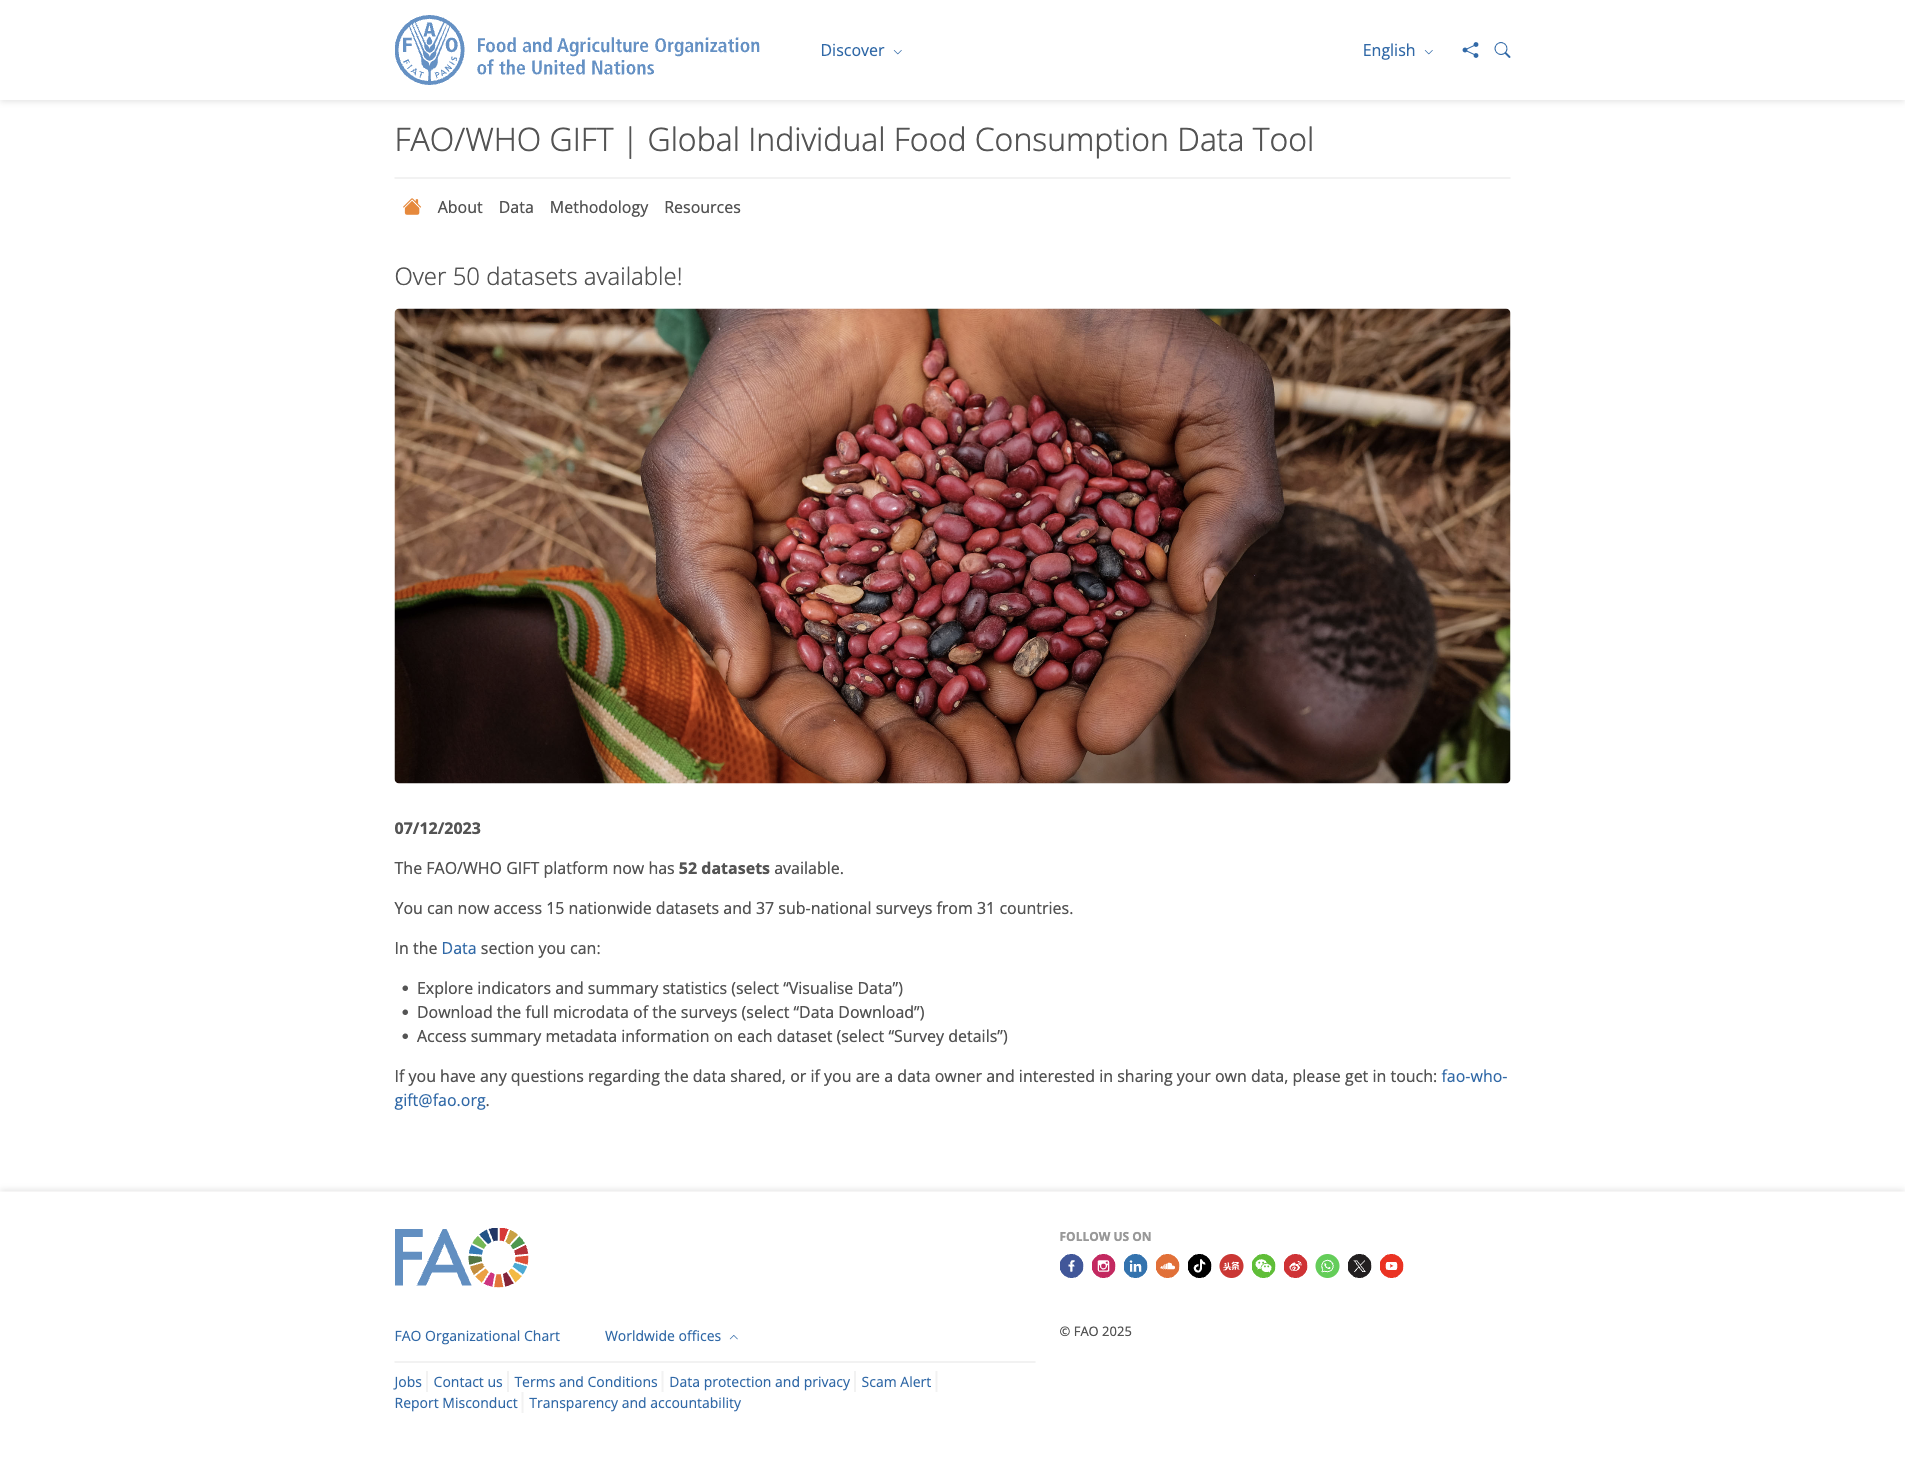 FAO
FIAT PANIS
Food and Agriculture Organization
of the United Nations
Discover
English
FAO/WHO GIFT | Global Individual Food Consumption Data Tool
About Data Methodology Resources
Over 50 datasets available!
07/12/2023
The FAO/WHO GIFT platform now has 52 datasets available.
You can now access 15 nationwide datasets and 37 sub-national surveys from 31 countries.
In the Data section you can:
• Explore indicators and summary statistics (select “Visualise Data”)
• Download the full microdata of the surveys (select “Data Download”)
• Access summary metadata information on each dataset (select “Survey details”)
If you have any questions regarding the data shared, or if you are a data owner and interested in sharing your own data, please get in touch: fao-who-
gift@fao.org.
FAO
FOLLOW US ON
头条
FAO Organizational Chart Worldwide offices
© FAO 2025
Jobs Contact us Terms and Conditions Data protection and privacy Scam Alert
Report Misconduct Transparency and accountability